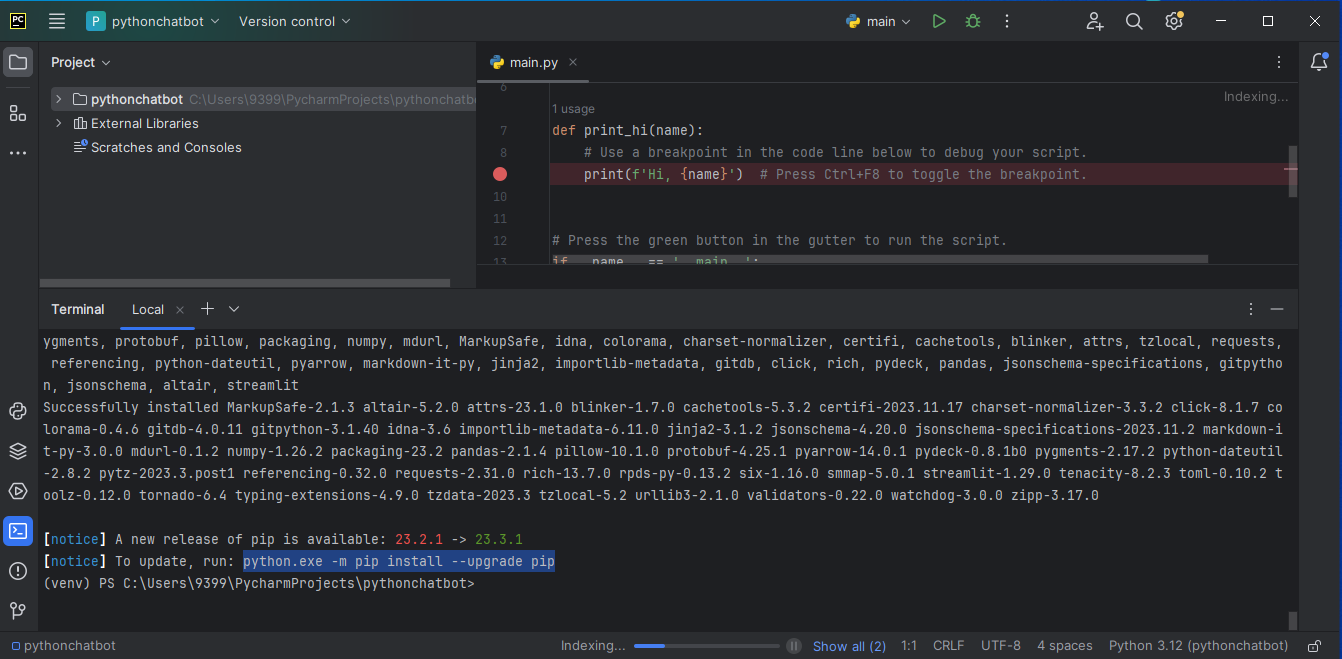 PC
P pythonchatbot Version control main
Project
main.py
pythonchatbot C:\Users\9399\PycharmProjects\pythonchatbo
External Libraries
Scratches and Consoles
Indexing...
6
1 usage
7 def print_hi(name):
8 # Use a breakpoint in the code line below to debug your script.
print(f'Hi, {name}') # Press Ctrl+F8 to toggle the breakpoint.
10
11
12 # Press the green button in the gutter to run the script.
13 if __name__ == '__main__':
Terminal Local
ygments, protobuf, pillow, packaging, numpy, mdurl, MarkupSafe, idna, colorama, charset-normalizer, certifi, cachetools, blinker, attrs, tzlocal, requests,
referencing, python-dateutil, pyarrow, markdown-it-py, jinja2, importlib-metadata, gitdb, click, rich, pydeck, pandas, jsonschema-specifications, gitpytho
n, jsonschema, altair, streamlit
Successfully installed MarkupSafe-2.1.3 altair-5.2.0 attrs-23.1.0 blinker-1.7.0 cachetools-5.3.2 certifi-2023.11.17 charset-normalizer-3.3.2 click-8.1.7 co
lorama-0.4.6 gitdb-4.0.11 gitpython-3.1.40 idna-3.6 importlib-metadata-6.11.0 jinja2-3.1.2 jsonschema-4.20.0 jsonschema-specifications-2023.11.2 markdown-i
t-py-3.0.0 mdurl-0.1.2 numpy-1.26.2 packaging-23.2 pandas-2.1.4 pillow-10.1.0 protobuf-4.25.1 pyarrow-14.0.1 pydeck-0.8.1b0 pygments-2.17.2 python-dateutil
-2.8.2 pytz-2023.3.post1 referencing-0.32.0 requests-2.31.0 rich-13.7.0 rpds-py-0.13.2 six-1.16.0 smmap-5.0.1 streamlit-1.29.0 tenacity-8.2.3 toml-0.10.2 t
oolz-0.12.0 tornado-6.4 typing-extensions-4.9.0 tzdata-2023.3 tzlocal-5.2 urllib3-2.1.0 validators-0.22.0 watchdog-3.0.0 zipp-3.17.0
[notice] A new release of pip is available: 23.2.1 -> 23.3.1
[notice] To update, run: python.exe -m pip install --upgrade pip
(venv) PS C:\Users\9399\PycharmProjects\pythonchatbot>
pythonchatbot Indexing... Show all (2) 1:1 CRLF UTF-8 4 spaces Python 3.12 (pythonchatbot)